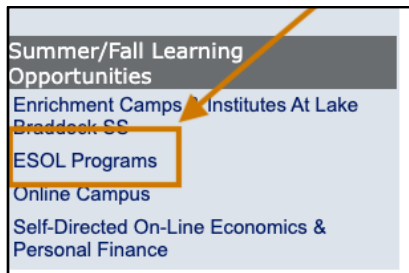 Summer/Fall Learning
Opportunities
Enrichment Camps & Institutes At Lake
Braddock SS
ESOL Programs
Online Campus
Self-Directed On-Line Economics &
Personal Finance